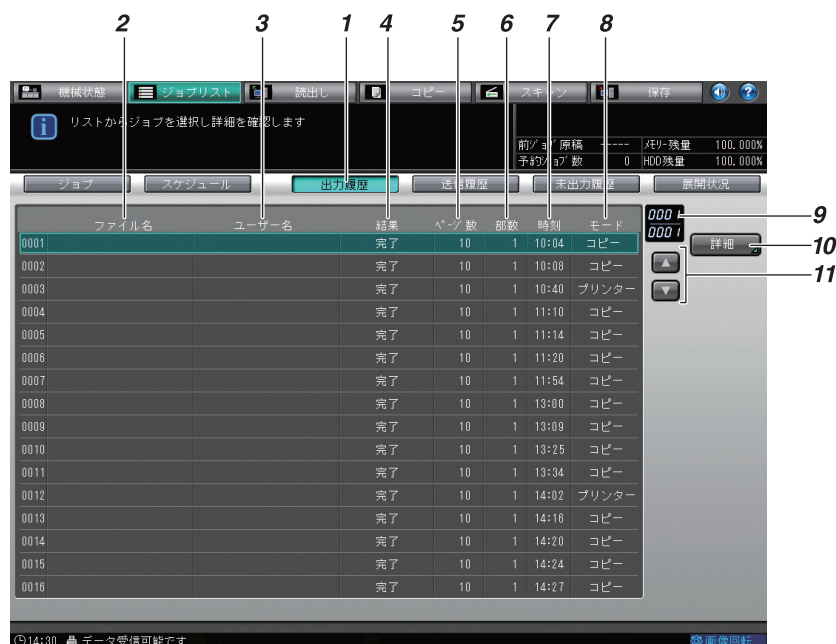 2 3 1 4 5 6 7 8
機械状態 ジョブリスト 読出し コピー スキャン 保存
リストからジョブを選択し詳細を確認します
前ジョブ原稿 ----- メモリー残量 100.000%
予約ジョブ数 0 HDD残量 100.000%
ジョブ スケジュール 出力履歴 送信履歴 未出力履歴 展開状況
ファイル名 ユーザー名 結果 ページ数 部数 時刻 モード
0001 9
0001
詳細 10
11
0001 完了 10 1 10:04 コピー
0002 完了 10 1 10:08 コピー
0003 完了 10 1 10:40 プリンター
0004 完了 10 1 11:10 コピー
0005 完了 10 1 11:14 コピー
0006 完了 10 1 11:20 コピー
0007 完了 10 1 11:54 コピー
0008 完了 10 1 13:00 コピー
0009 完了 10 1 13:09 コピー
0010 完了 10 1 13:25 コピー
0011 完了 10 1 13:34 コピー
0012 完了 10 1 14:02 プリンター
0013 完了 10 1 14:16 コピー
0014 完了 10 1 14:20 コピー
0015 完了 10 1 14:24 コピー
0016 完了 10 1 14:27 コピー
14:30 データ受信可能です 画像回転